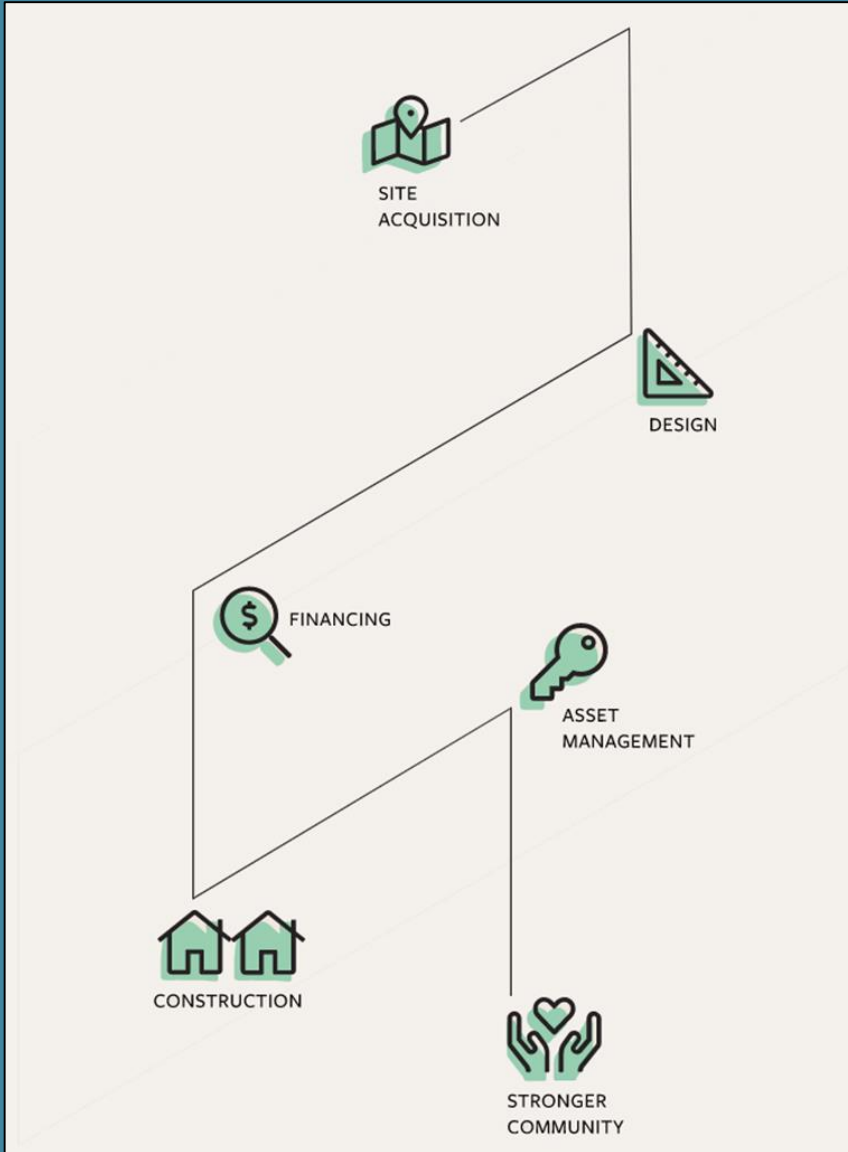 SITE
ACQUISITION
DESIGN
$
FINANCING
ASSET
MANAGEMENT
CONSTRUCTION
STRONGER
COMMUNITY